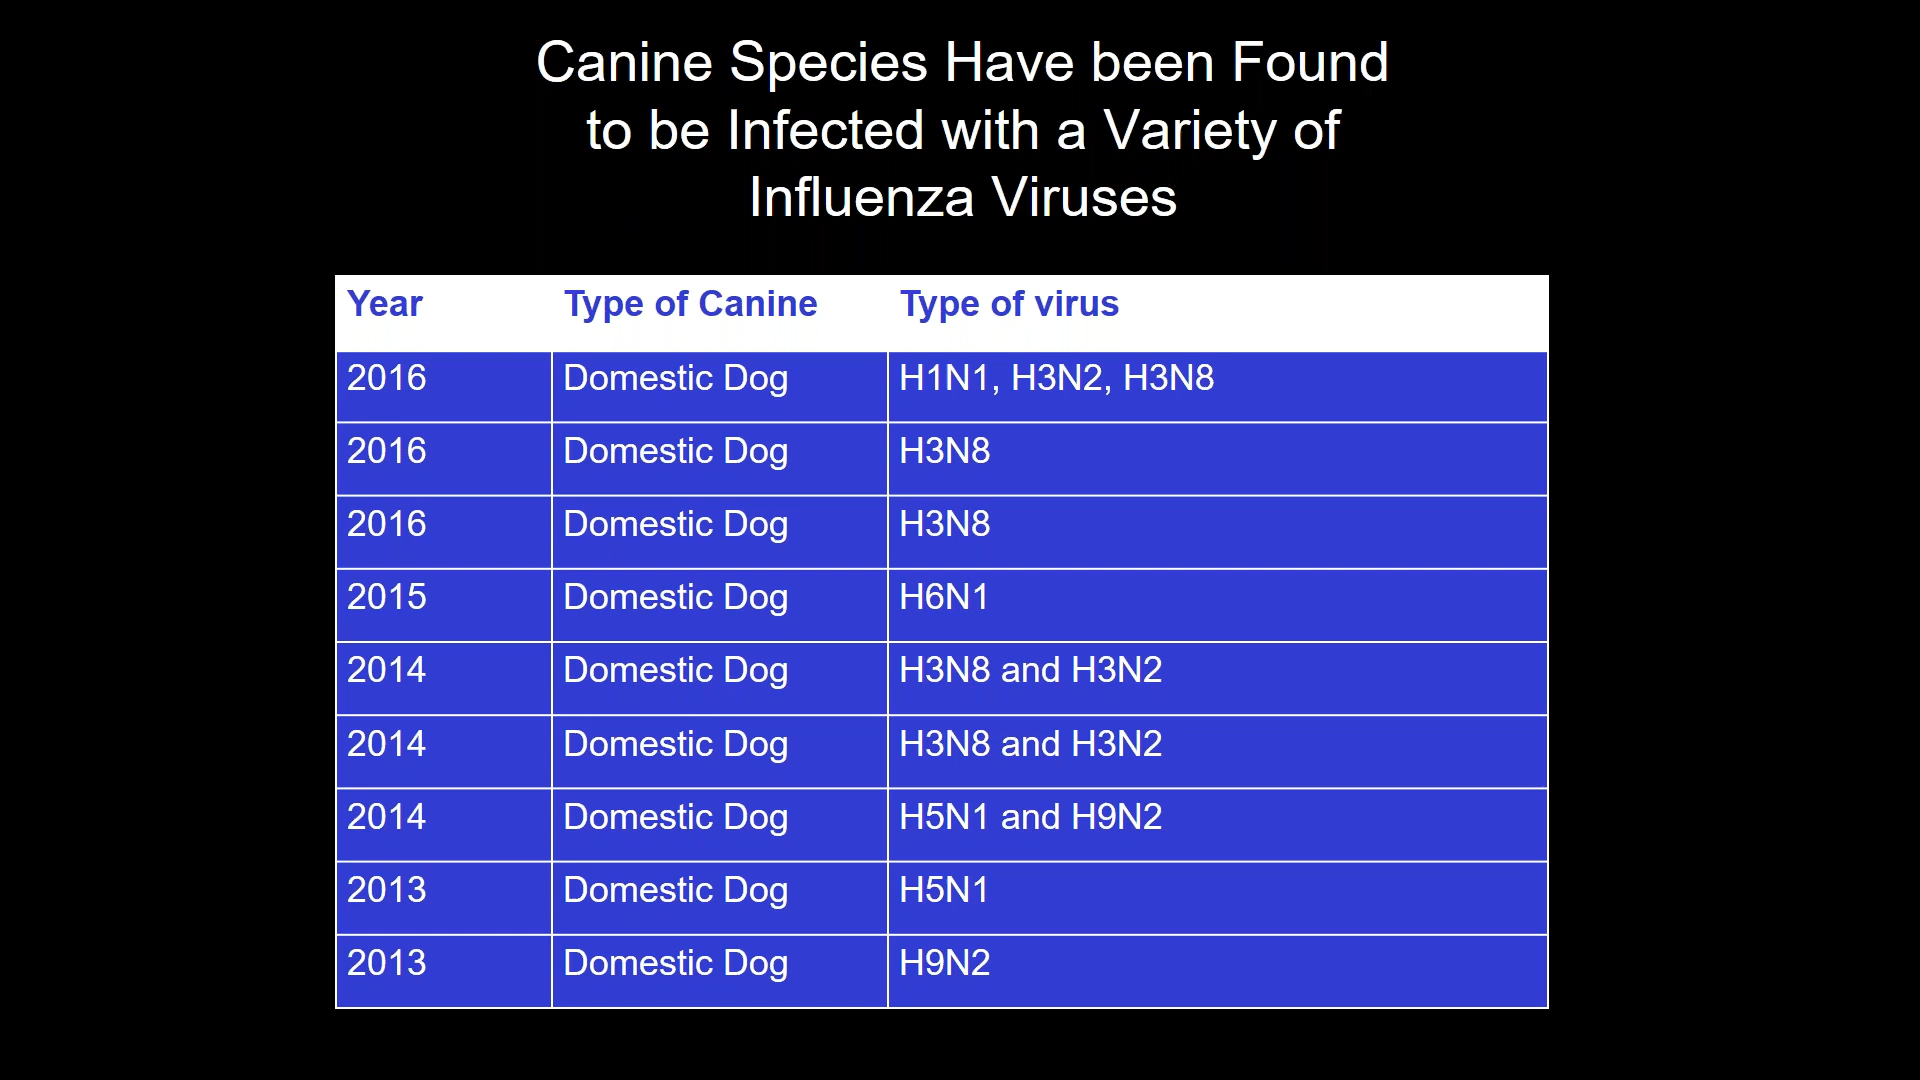 Canine Species Have been Found
to be Infected with a Variety of
Influenza Viruses
Year Type of Canine Type of virus
2016 Domestic Dog H1N1, H3N2, H3N8
2016 Domestic Dog H3N8
2016 Domestic Dog H3N8
2015 Domestic Dog H6N1
2014 Domestic Dog H3N8 and H3N2
2014 Domestic Dog H3N8 and H3N2
2014 Domestic Dog H5N1 and H9N2
2013 Domestic Dog H5N1
2013 Domestic Dog H9N2